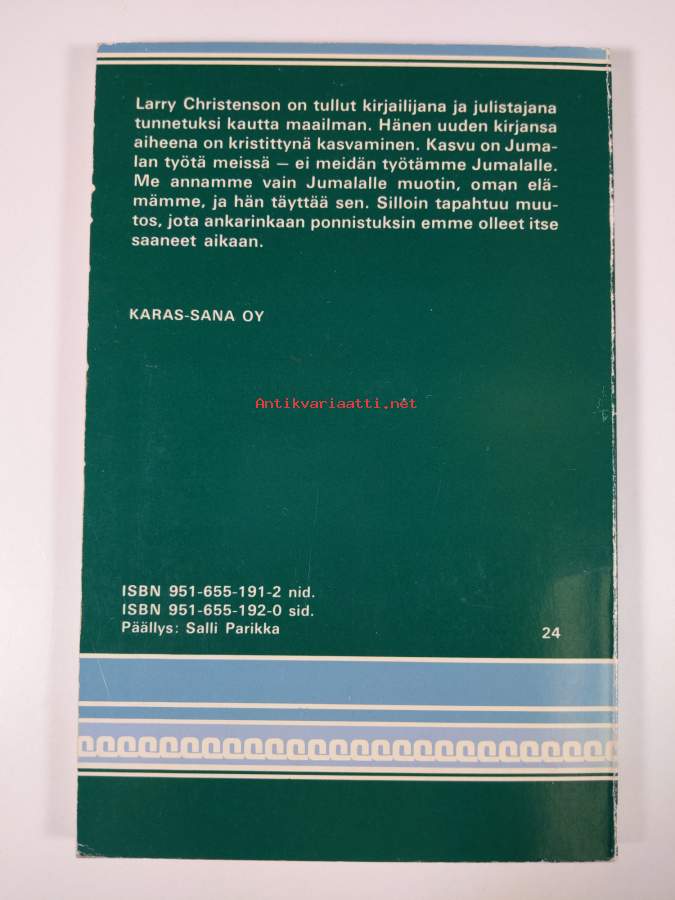 Larry Christenson on tullut kirjailijana ja julistajana
tunnetuksi kautta maailman. Hänen uuden kirjansa
aiheena on kristittynä kasvaminen. Kasvu on Juma-
lan työtä meissä – ei meidän työtämme Jumalalle.
Me annamme vain Jumalalle muotin, oman elä-
mämme, ja hän täyttää sen. Silloin tapahtuu muu-
tos, jota ankarinkaan ponnistuksin emme olleet itse
saaneet aikaan.
KARAS-SANA OY
Antikvariaatti.net
ISBN 951-655-191-2 nid.
ISBN 951-655-192-0 sid.
Päällys: Salli Parikka
24